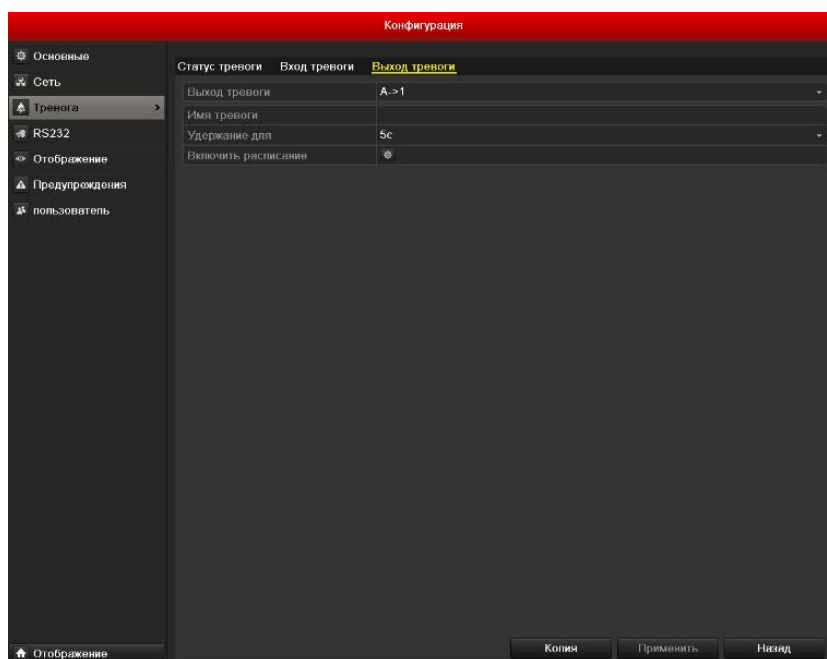 Конфигурация
Основные
Сеть
Тревога
RS232
Отображение
Предупреждения
пользователь
Статус тревоги Вход тревоги Выход тревоги
Выход тревоги A->1
Имя тревоги
Удержание для 5с
Включить расписание
Копия Применить Назад
Отображение